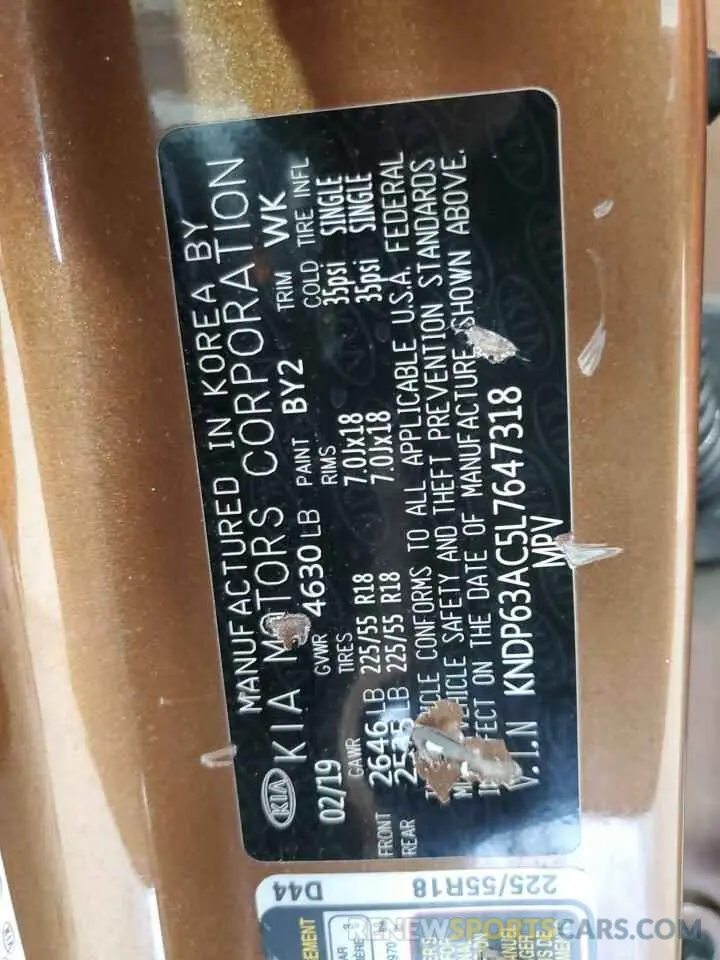 MANUFACTURED IN KOREA BY
KIA KIA MOTORS CORPORATION
02/19 GVWR 4630 LB PAINT BY2 TRIM WK
GAWR TIRES RIMS COLD TIRE INFL
FRONT 2646 LB 225/55 R18 7.0Jx18 35psi SINGLE
REAR LB 225/55 R18 7.0Jx18 35psi SINGLE
CONFORMS TO ALL APPLICABLE U.S.A. FEDERAL
VEHICLE SAFETY AND THEFT PREVENTION STANDARDS
ON THE DATE OF MANUFACTURE SHOWN ABOVE.
V.I.N KNDP63AC5L7647318
MPV
D44 225/55R18
KIA
RENEWSPORTSCARS.COM